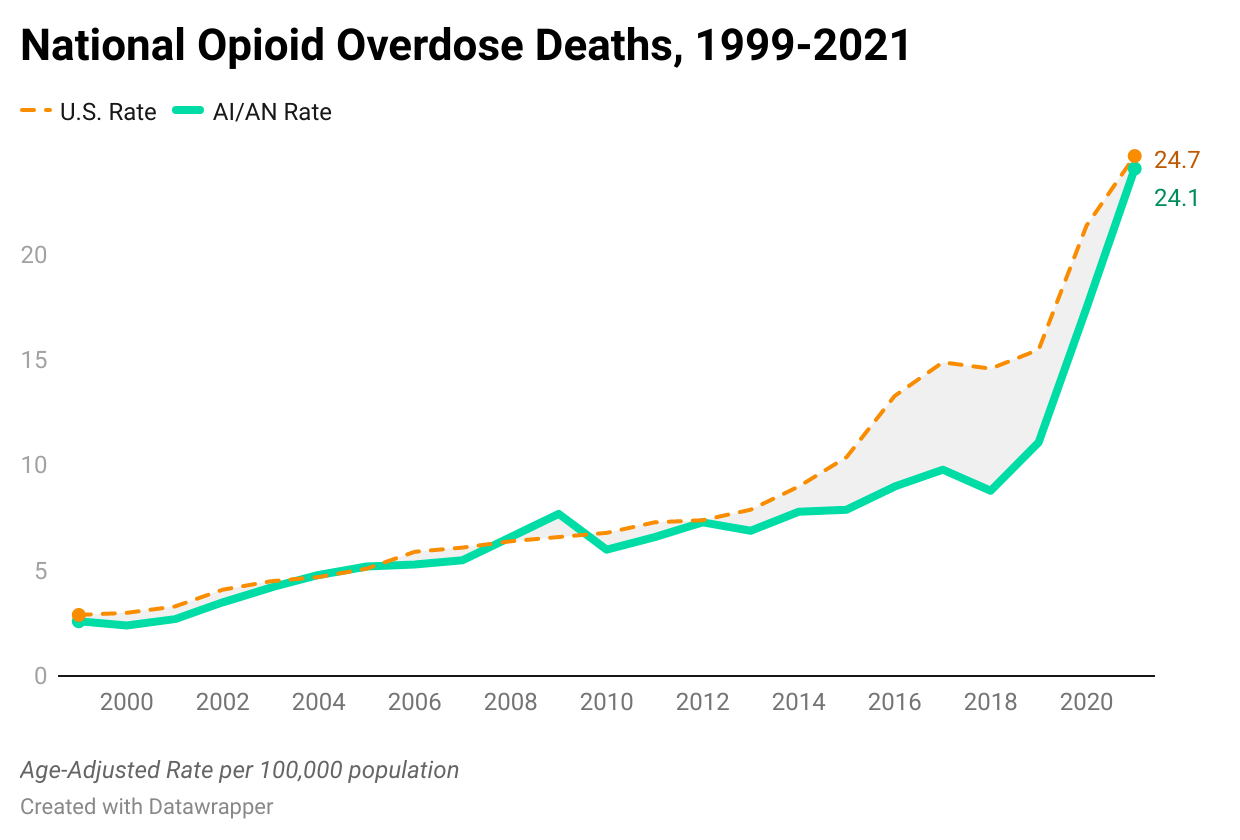 National Opioid Overdose Deaths, 1999-2021
U.S. Rate AI/AN Rate
24.7
24.1
20
15
10
5
0
2000 2002 2004 2006 2008 2010 2012 2014 2016 2018 2020
Age-Adjusted Rate per 100,000 population
Created with Datawrapper